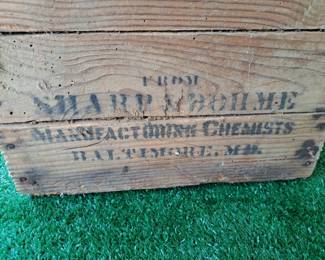 FROM
SHARP & DOHME
MANUFACTURING CHEMISTS
BALTIMORE, MD.